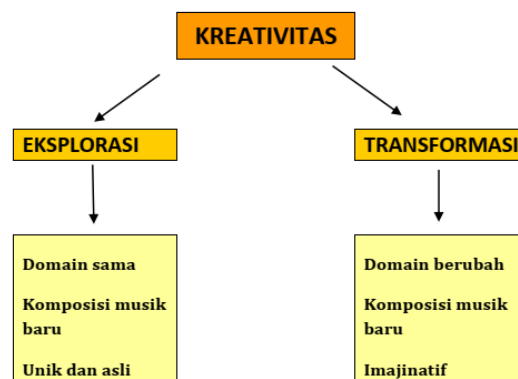 KREATIVITAS
EKSPLORASI
TRANSFORMASI
Domain sama
Komposisi musik
baru
Unik dan asli
Domain berubah
Komposisi musik
baru
Imajinatif